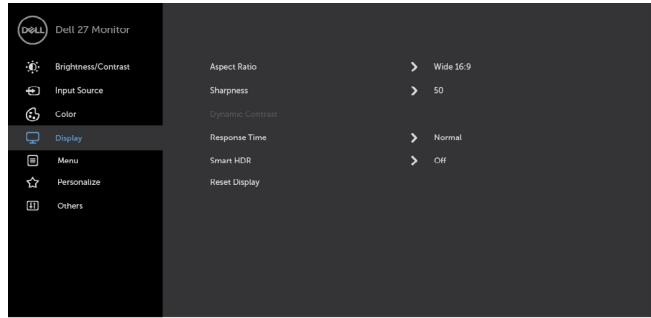 DELL Dell 27 Monitor
Brightness/Contrast
Input Source
Color
Display
Menu
Personalize
Others
Aspect Ratio Wide 16:9
Sharpness 50
Dynamic Contrast
Response Time Normal
Smart HDR Off
Reset Display